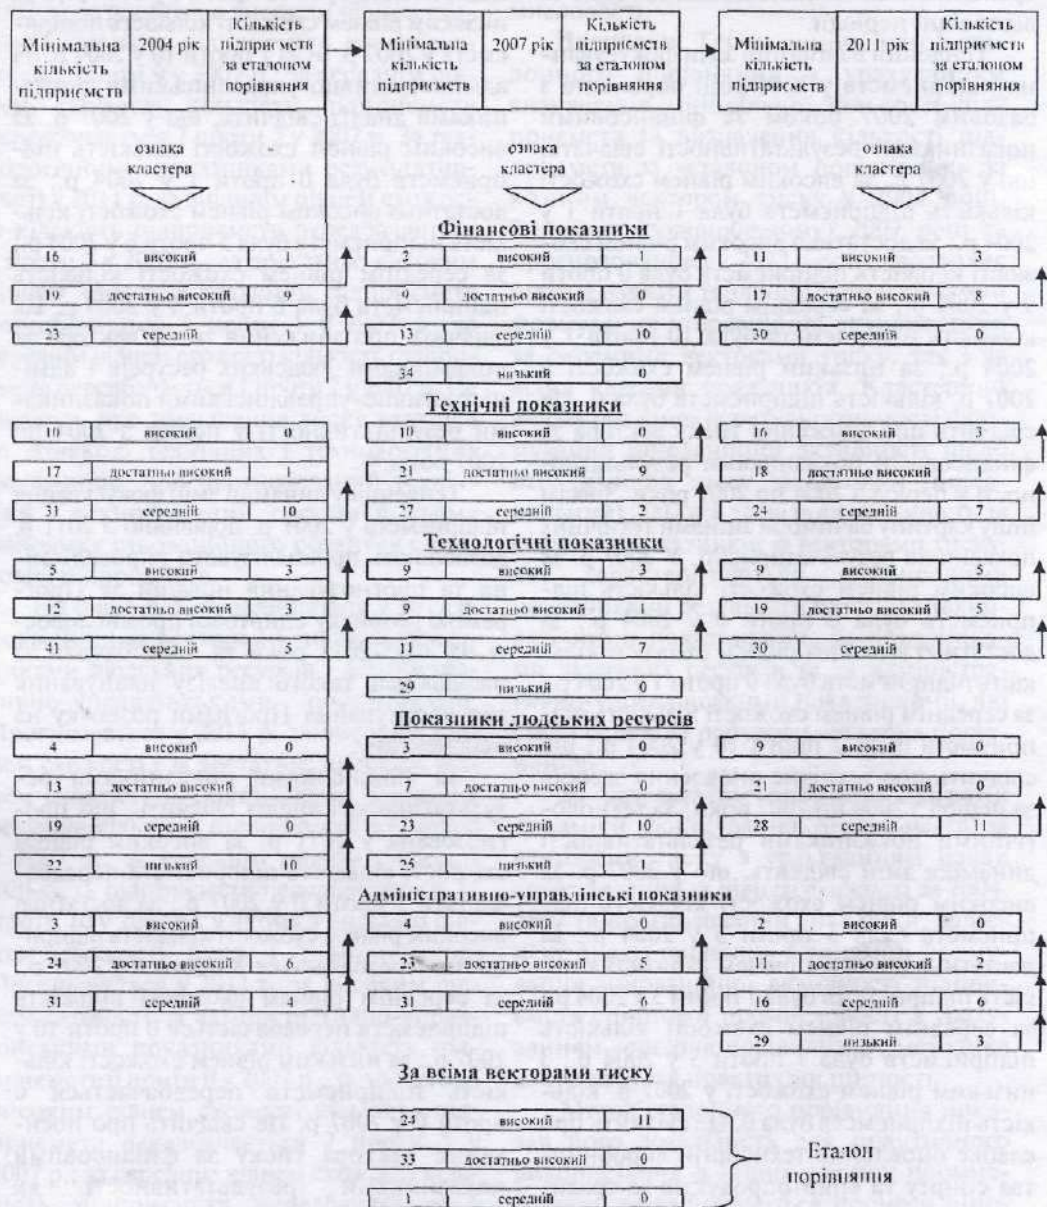 Мінімальна кількість підприємств 2004 рік Кількість підприємств за еталоном порівняння Мінімальна кількість підприємств 2007 рік Кількість підприємств за еталоном порівняння Мінімальна кількість підприємств 2011 рік Кількість підприємств за еталоном порівняння
ознака кластера ознака кластера ознака кластера
Фінансові показники
16 високий 1 2 високий 1 11 високий 3
19 достатньо високий 9 9 достатньо високий 0 17 достатньо високий 8
23 середній 1 13 середній 10 30 середній 0
34 низький 0
Технічні показники
10 високий 0 10 високий 0 16 високий 3
17 достатньо високий 1 21 достатньо високий 9 18 достатньо високий 7
31 середній 10 27 середній 2 24 середній 1
Технологічні показники
5 високий 3 9 високий 3 9 високий 5
12 достатньо високий 3 9 достатньо високий 1 19 достатньо високий 5
41 середній 5 11 середній 7 30 середній 1
29 низький 0
Показники людських ресурсів
4 високий 0 3 високий 0 9 високий 0
13 достатньо високий 1 7 достатньо високий 0 21 достатньо високий 0
19 середній 0 23 середній 10 28 середній 11
22 низький 10 25 низький 1
Адміністративно-управлінські показники
3 високий 1 4 високий 0 2 високий 0
24 достатньо високий 6 23 достатньо високий 5 11 достатньо високий 2
31 середній 4 31 середній 6 16 середній 6
29 низький 3
За всіма векторами тиску
високий 11
33 достатньо високий 0
1 середній 0
Еталон порівняння